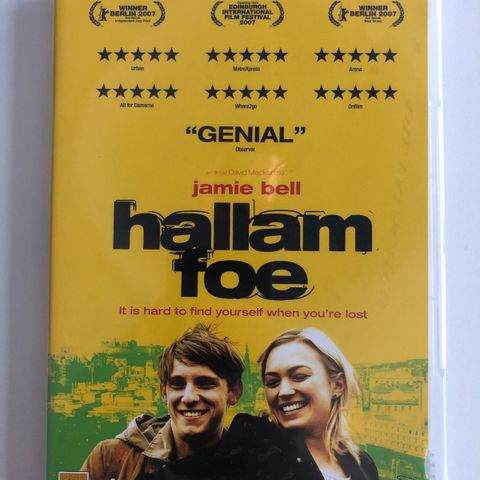 WINNER
BERLIN 2007
EDINBURGH
INTERNATIONAL
FILM FESTIVAL
2007
WINNER
BERLIN 2007
Urban
MetroXpress
Arena
Alt for Damerne
Where2go
Onfilm
“GENIAL”
Observer
en film af David Mackenzie
jamie bell
hallam
foe
It is hard to find yourself when you're lost